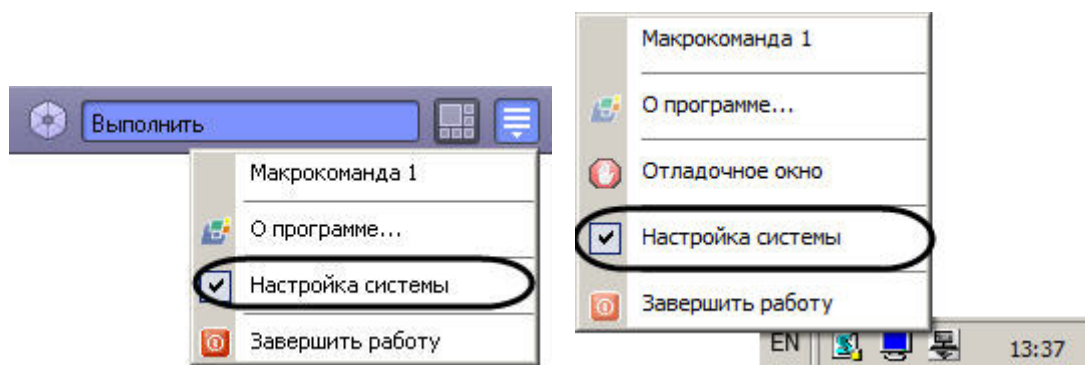 Выполнить
Макрокоманда 1
О программе...
Настройка системы
Завершить работу
Макрокоманда 1
О программе...
Отладочное окно
Настройка системы
Завершить работу
EN
13:37